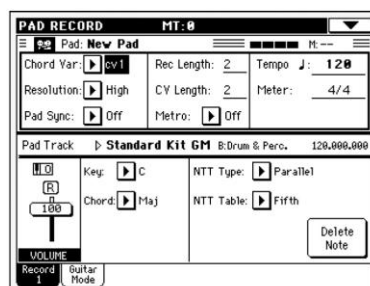 PAD RECORD MT:0
Pad: New Pad M:--
Chord Var: cv1 Rec Length: 2 Tempo ♩: 120
Resolution: High CV Length: 2 Meter: 4/4
Pad Sync: Off Metro: Off
Pad Track Standard Kit GM B:Drum & Perc. 120.000.000
Key: C NTT Type: Parallel
R
Chord: Maj NTT Table: Fifth
100
Delete
Note
VOLUME
Record
1
Guitar
Mode